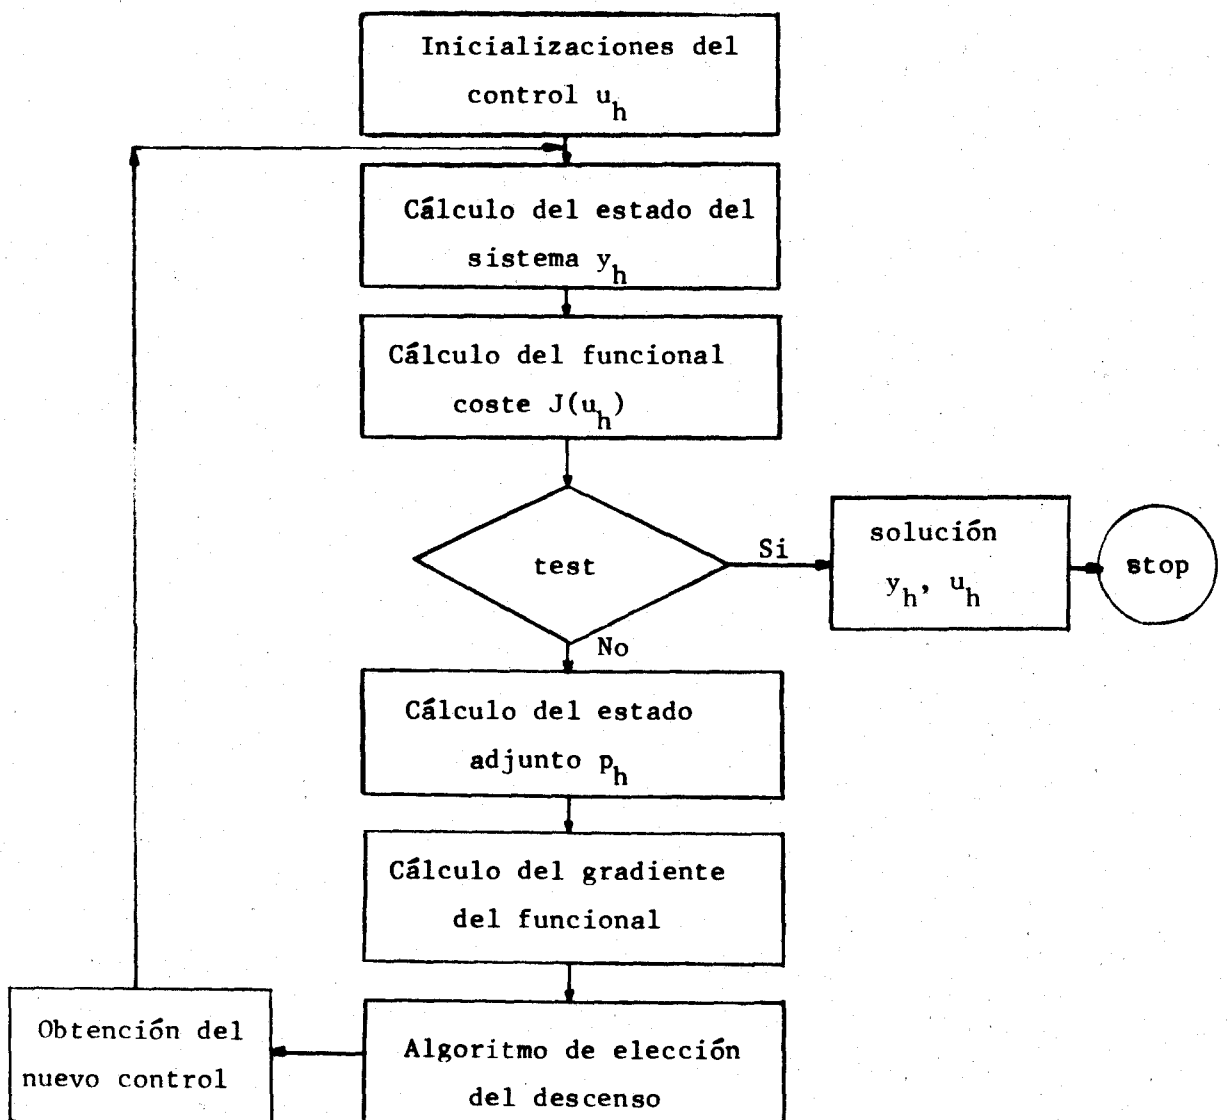 Inicializaciones del
control u_h
Cálculo del estado del
sistema y_h
Cálculo del funcional
coste J(u_h)
test
Si
solución
y_h, u_h
stop
No
Cálculo del estado
adjunto p_h
Cálculo del gradiente
del funcional
Algoritmo de elección
del descenso
Obtención del
nuevo control